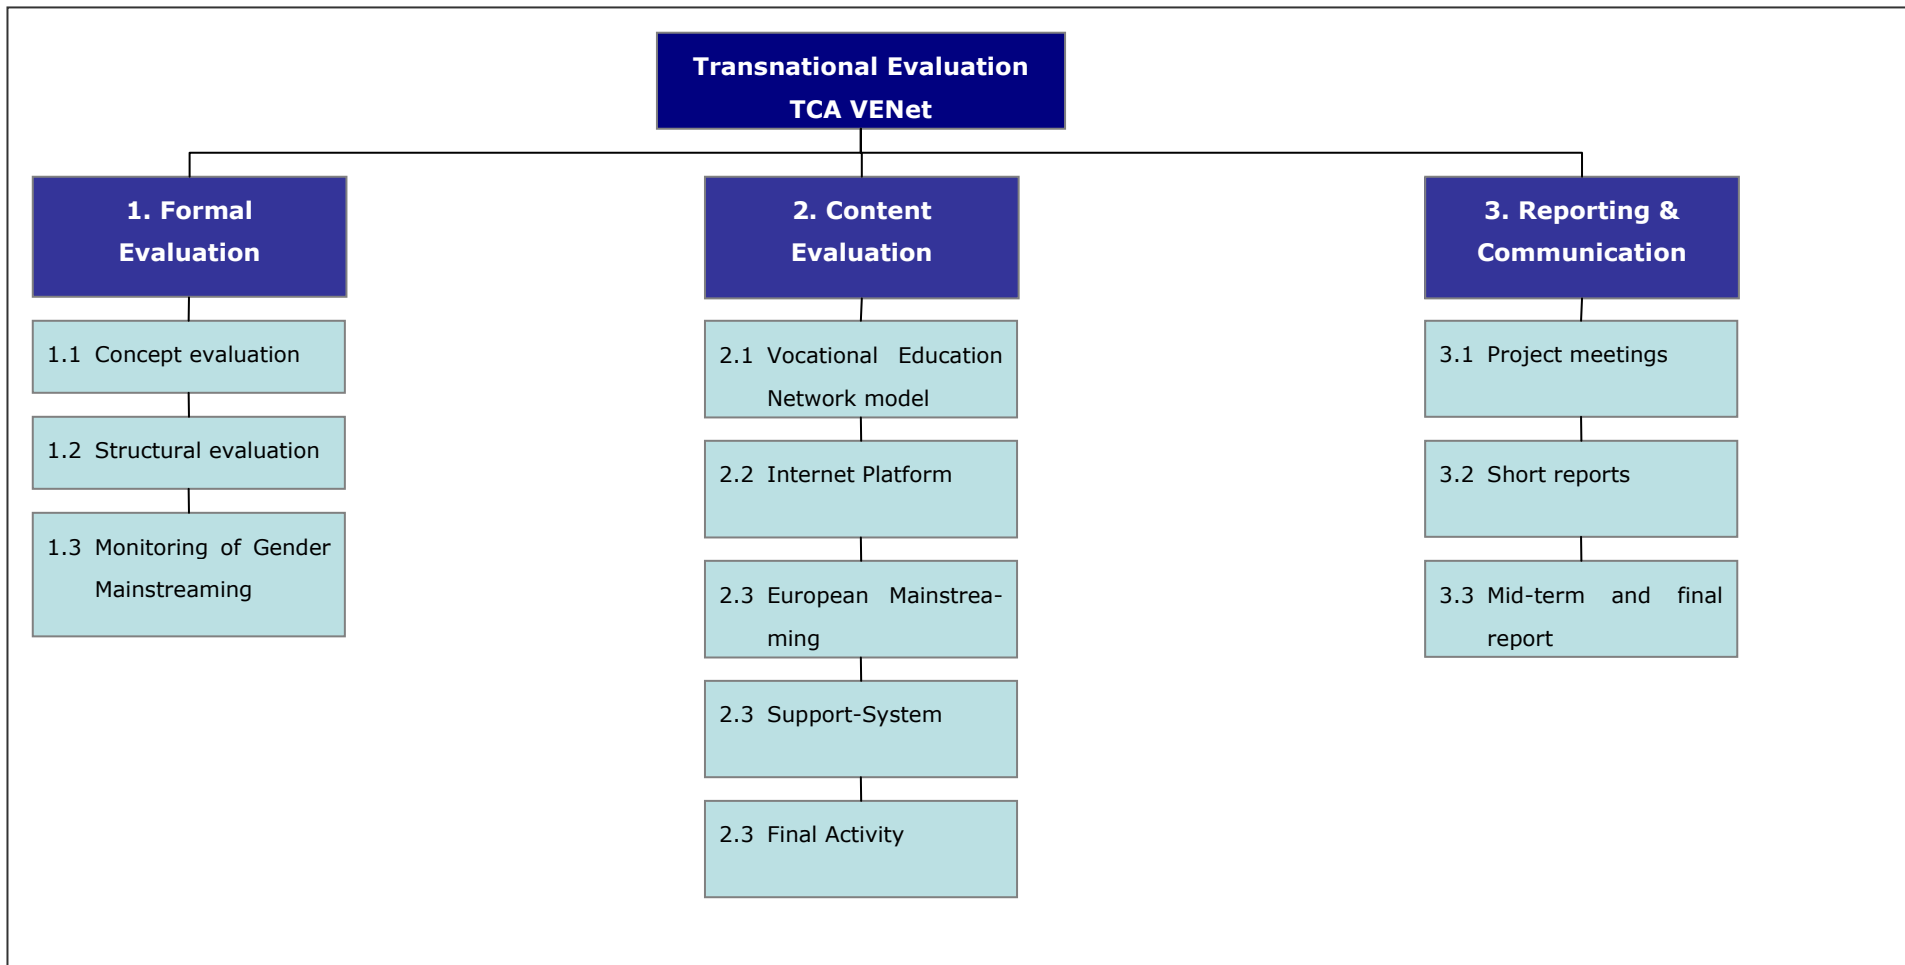 Transnational Evaluation
TCA VENet
1. Formal
Evaluation
1.1 Concept evaluation
1.2 Structural evaluation
1.3 Monitoring of Gender
Mainstreaming
2. Content
Evaluation
2.1 Vocational Education
Network model
2.2 Internet Platform
2.3 European Mainstrea-
ming
2.3 Support-System
2.3 Final Activity
3. Reporting &
Communication
3.1 Project meetings
3.2 Short reports
3.3 Mid-term and final
report